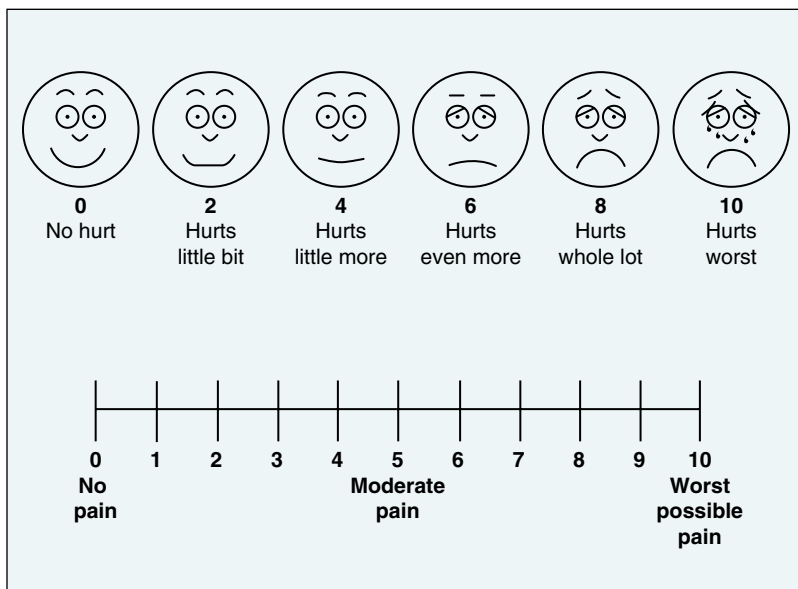 0 2 4 6 8 10
No hurt Hurts Hurts Hurts Hurts Hurts
little bit little more even more whole lot worst
0 1 2 3 4 5 6 7 8 9 10
No Moderate Worst
pain pain possible
pain